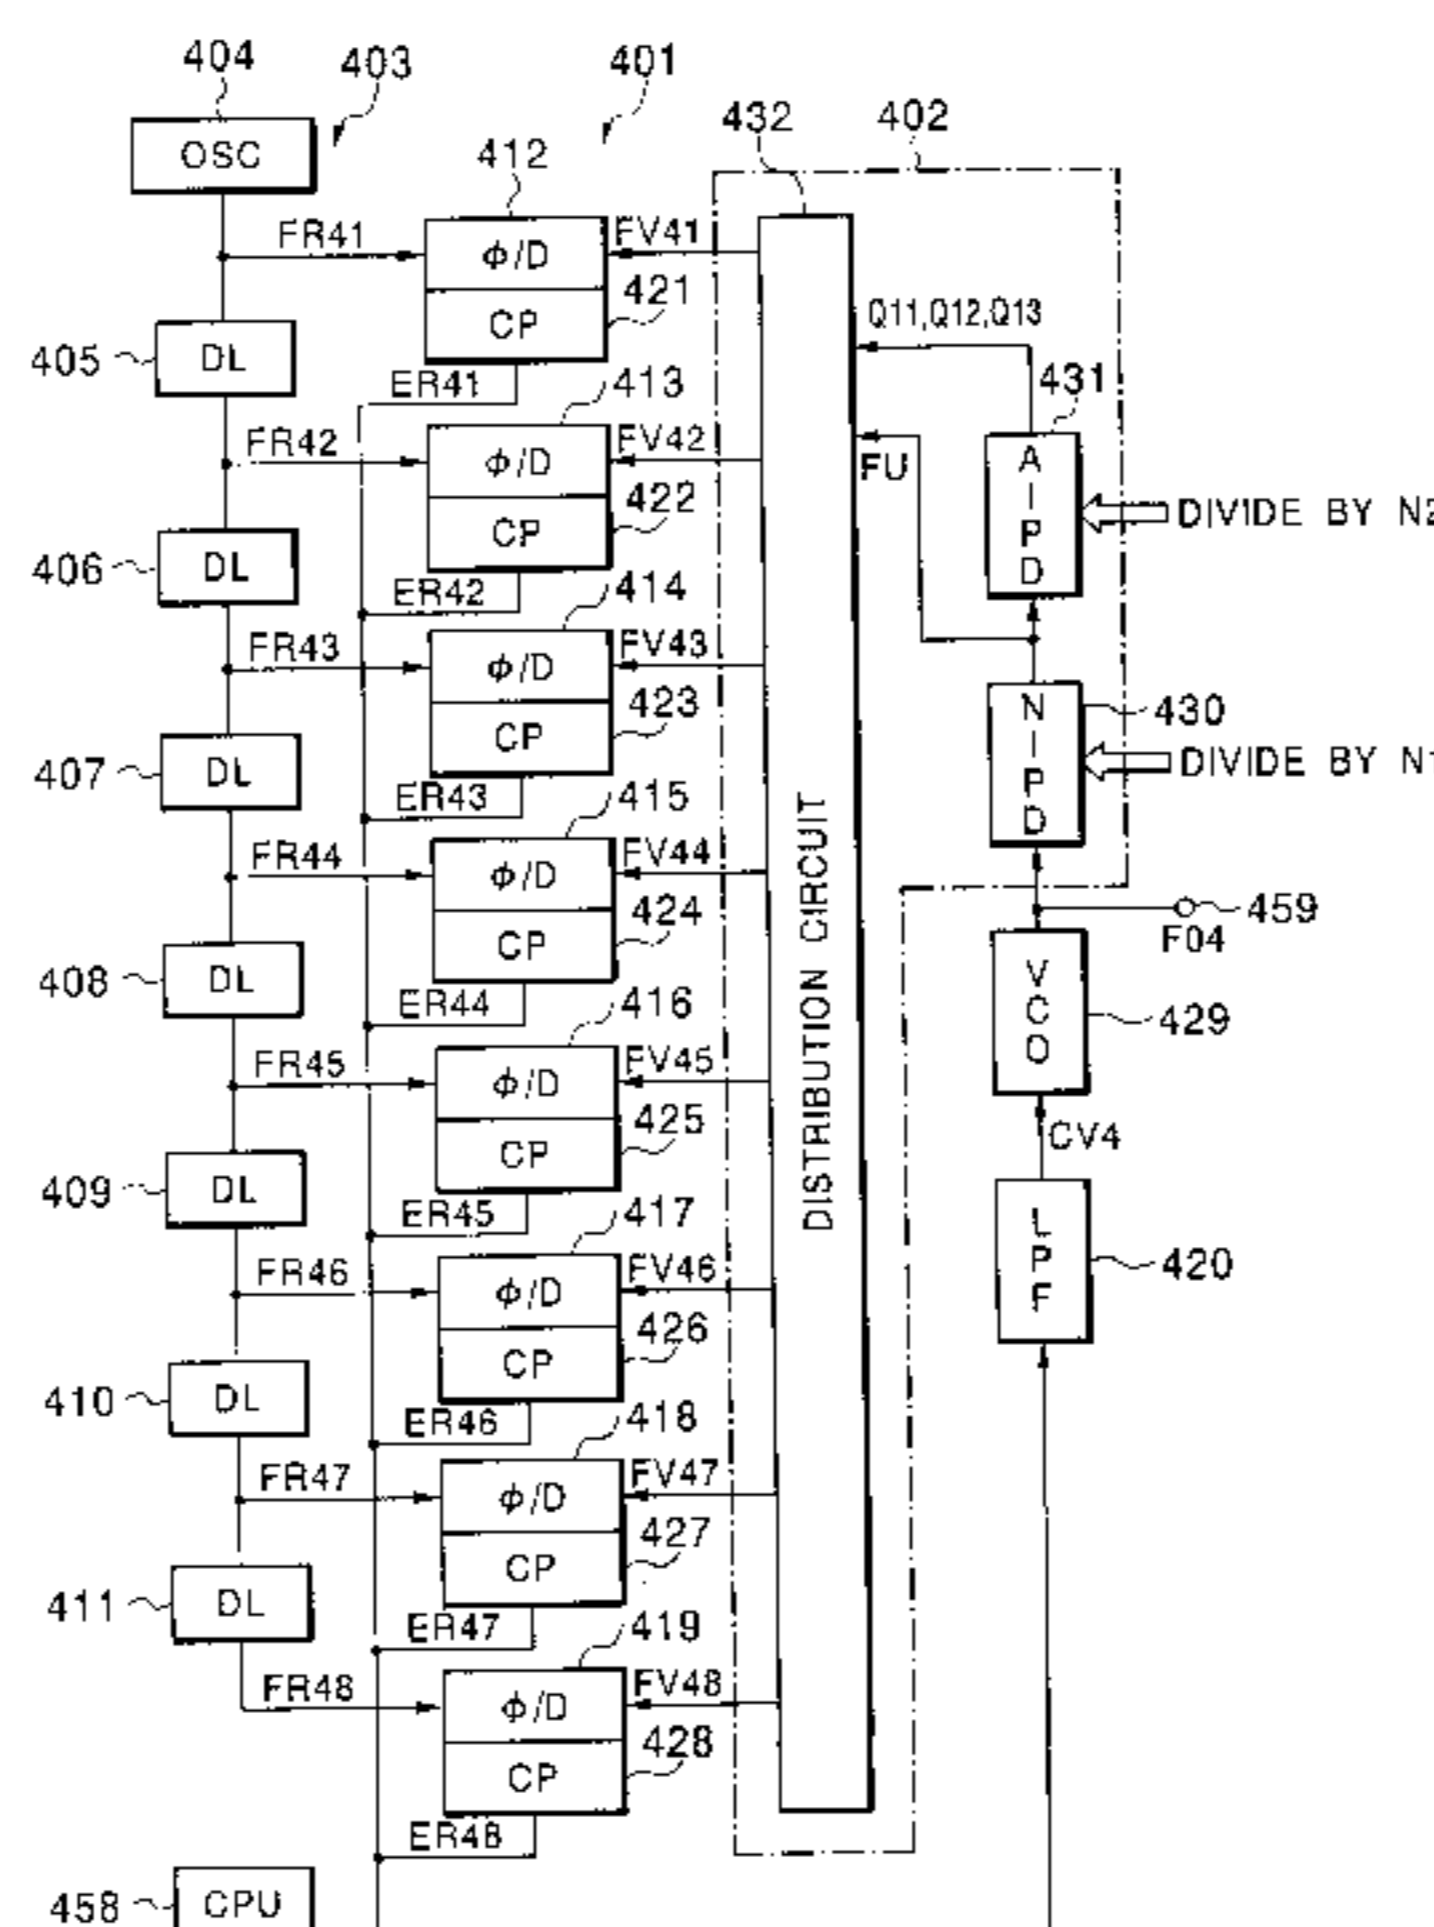 404
403
401
432
402
OSC
412
FR41
Φ/D
FV41
421
CP
Q11,Q12,Q13
405
DL
ER41
413
431
FR42
Φ/D
FV42
FU
A
I
P
D
422
CP
DIVIDE BY N2
406
DL
ER42
414
FR43
Φ/D
FV43
423
CP
N
I
P
D
430
DIVIDE BY N1
407
DL
ER43
415
FR44
Φ/D
FV44
424
CP
459
F04
408
DL
ER44
416
DISTRIBUTION CIRCUIT
V
C
O
429
FR45
Φ/D
FV45
425
CP
CV4
409
DL
ER45
417
L
P
F
420
FR46
Φ/D
FV46
426
CP
410
DL
ER46
418
FR47
Φ/D
FV47
427
CP
411
DL
ER47
419
FR48
Φ/D
FV48
428
CP
ER48
458
CPU